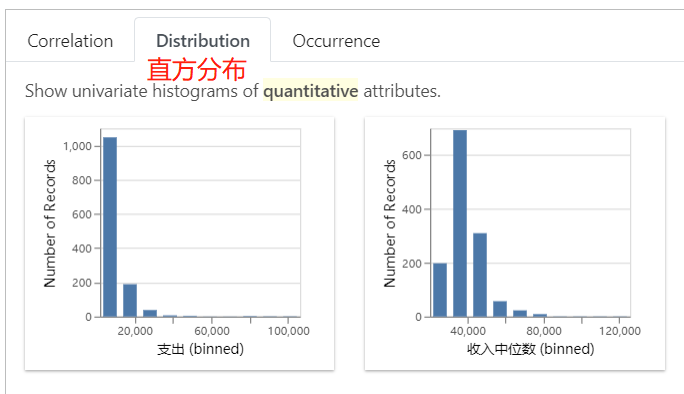 Correlation Distribution Occurrence
直方分布
Show univariate histograms of quantitative attributes.
Number of Records
1,000
800
600
400
200
0
20,000 60,000 100,000
支出 (binned)
Number of Records
600
400
200
0
40,000 80,000 120,000
收入中位数 (binned)